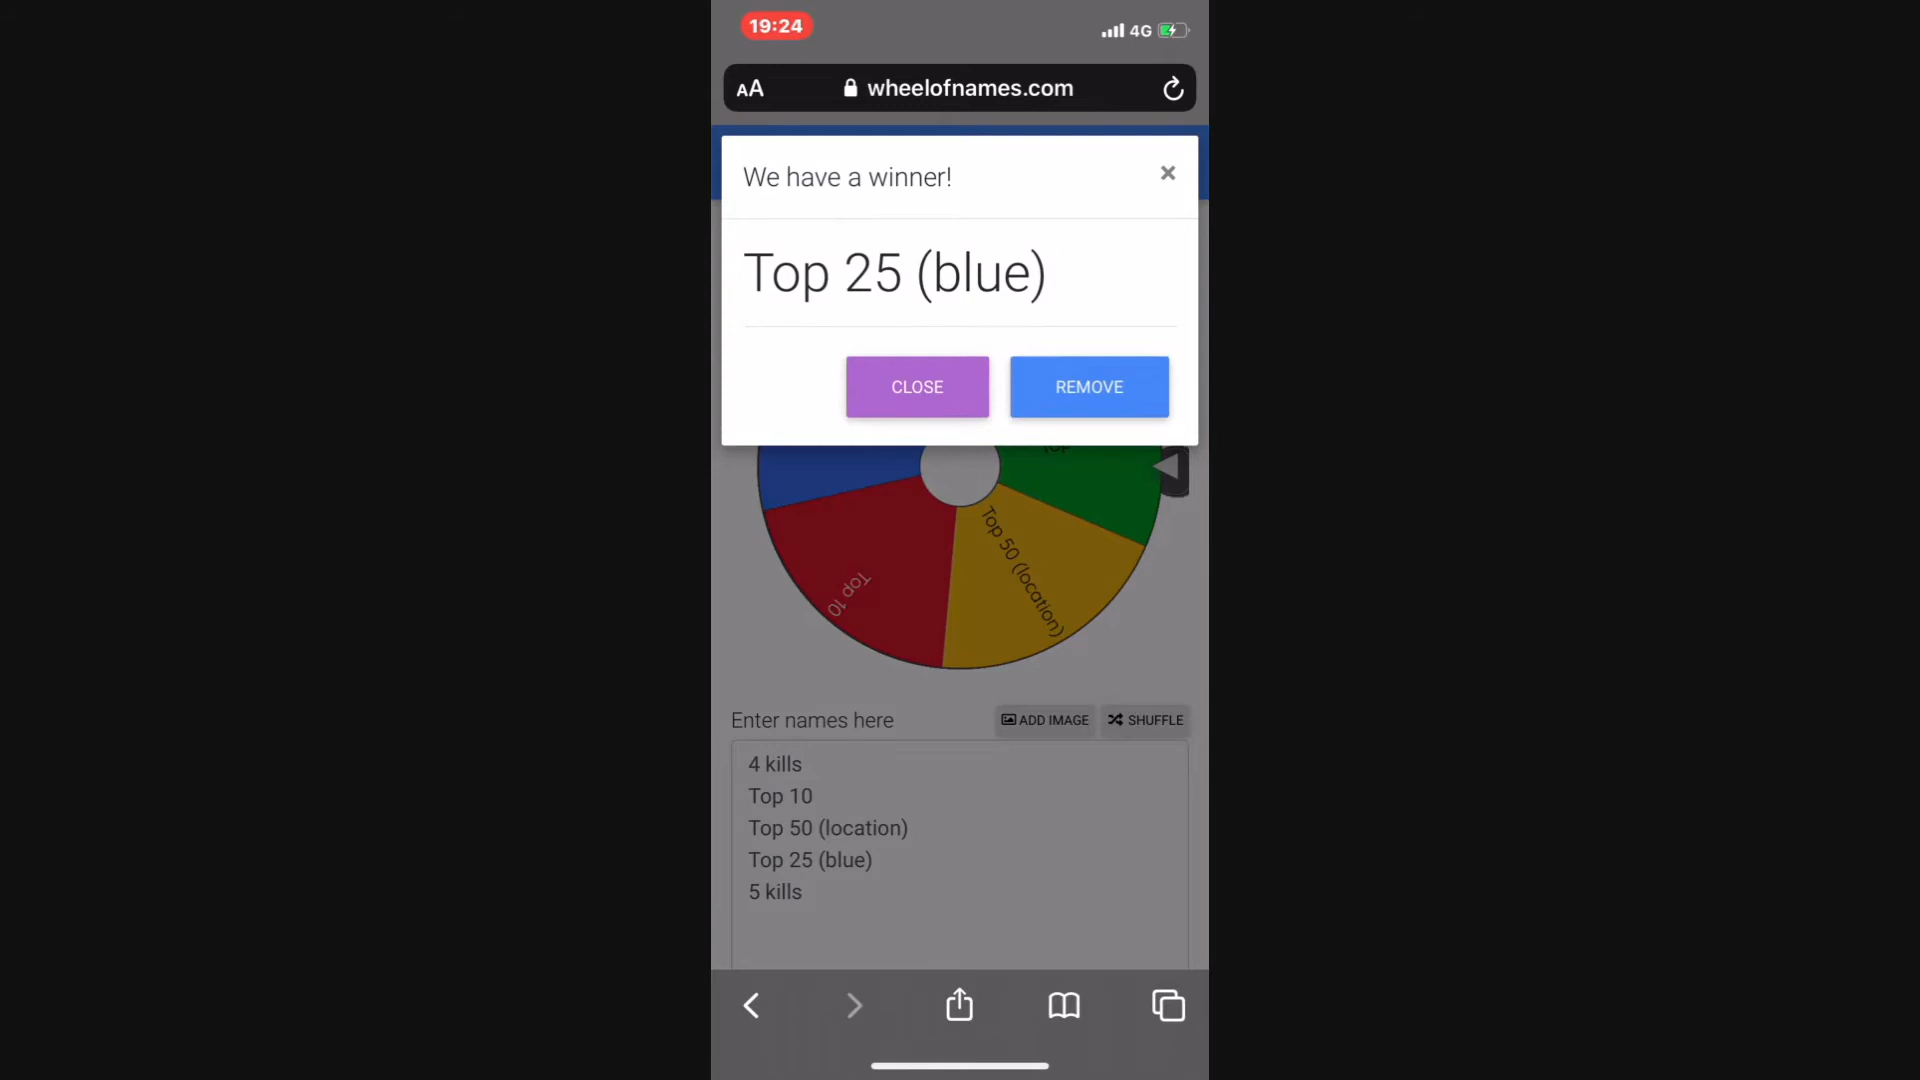 19:24
4G
AA
wheelofnames.com
We have a winner!
×
Top 25 (blue)
CLOSE
REMOVE
Top 50 (location)
Top 10
Enter names here
ADD IMAGE
SHUFFLE
4 kills
Top 10
Top 50 (location)
Top 25 (blue)
5 kills